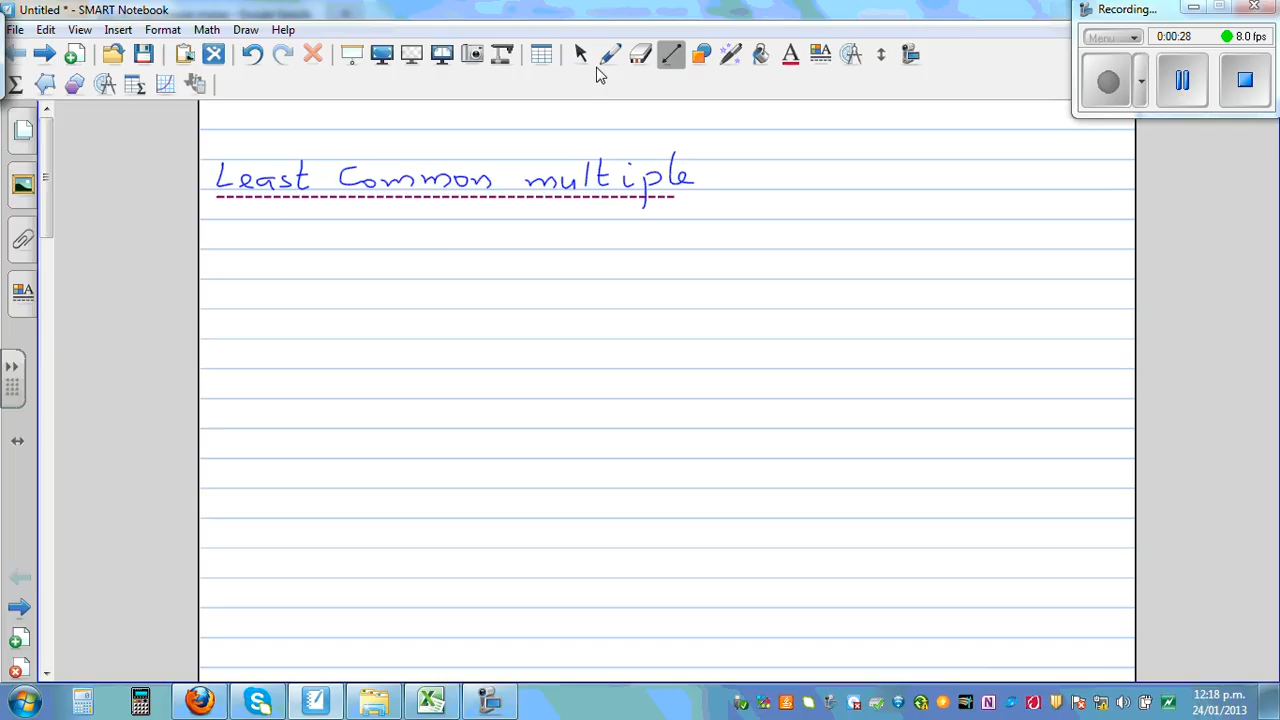 Untitled * - SMART Notebook
Recording...
File Edit View Insert Format Math Draw Help
Menu 0:00:28 8.0 fps
Least Common multiple
12:18 p.m.
24/01/2013